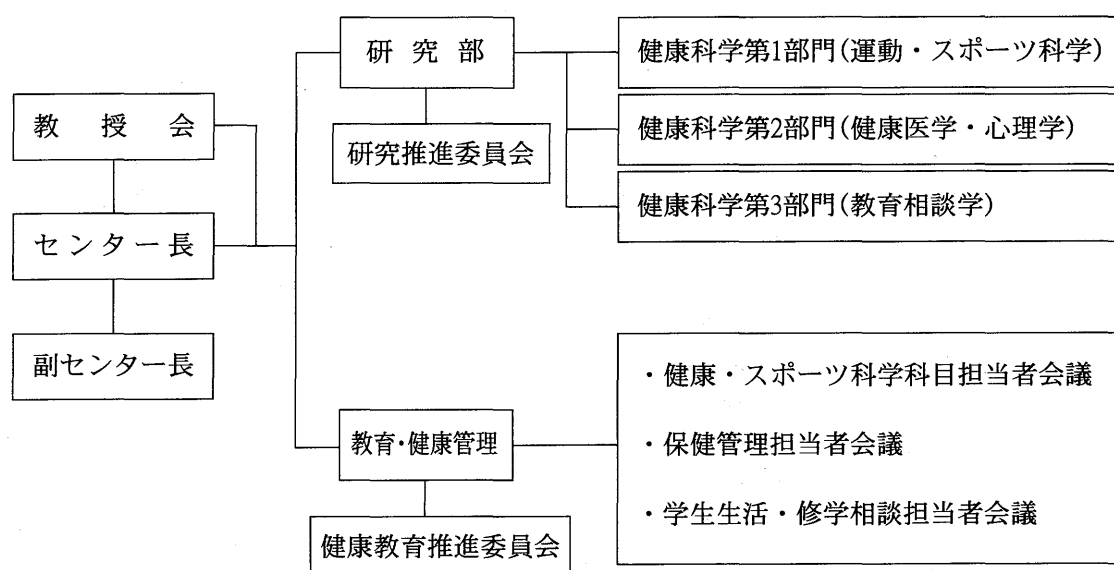 教授会
センター長
副センター長
研究部
研究推進委員会
健康科学第1部門(運動・スポーツ科学)
健康科学第2部門(健康医学・心理学)
健康科学第3部門(教育相談学)
教育・健康管理
健康教育推進委員会
・健康・スポーツ科学科目担当者会議
・保健管理担当者会議
・学生生活・修学相談担当者会議